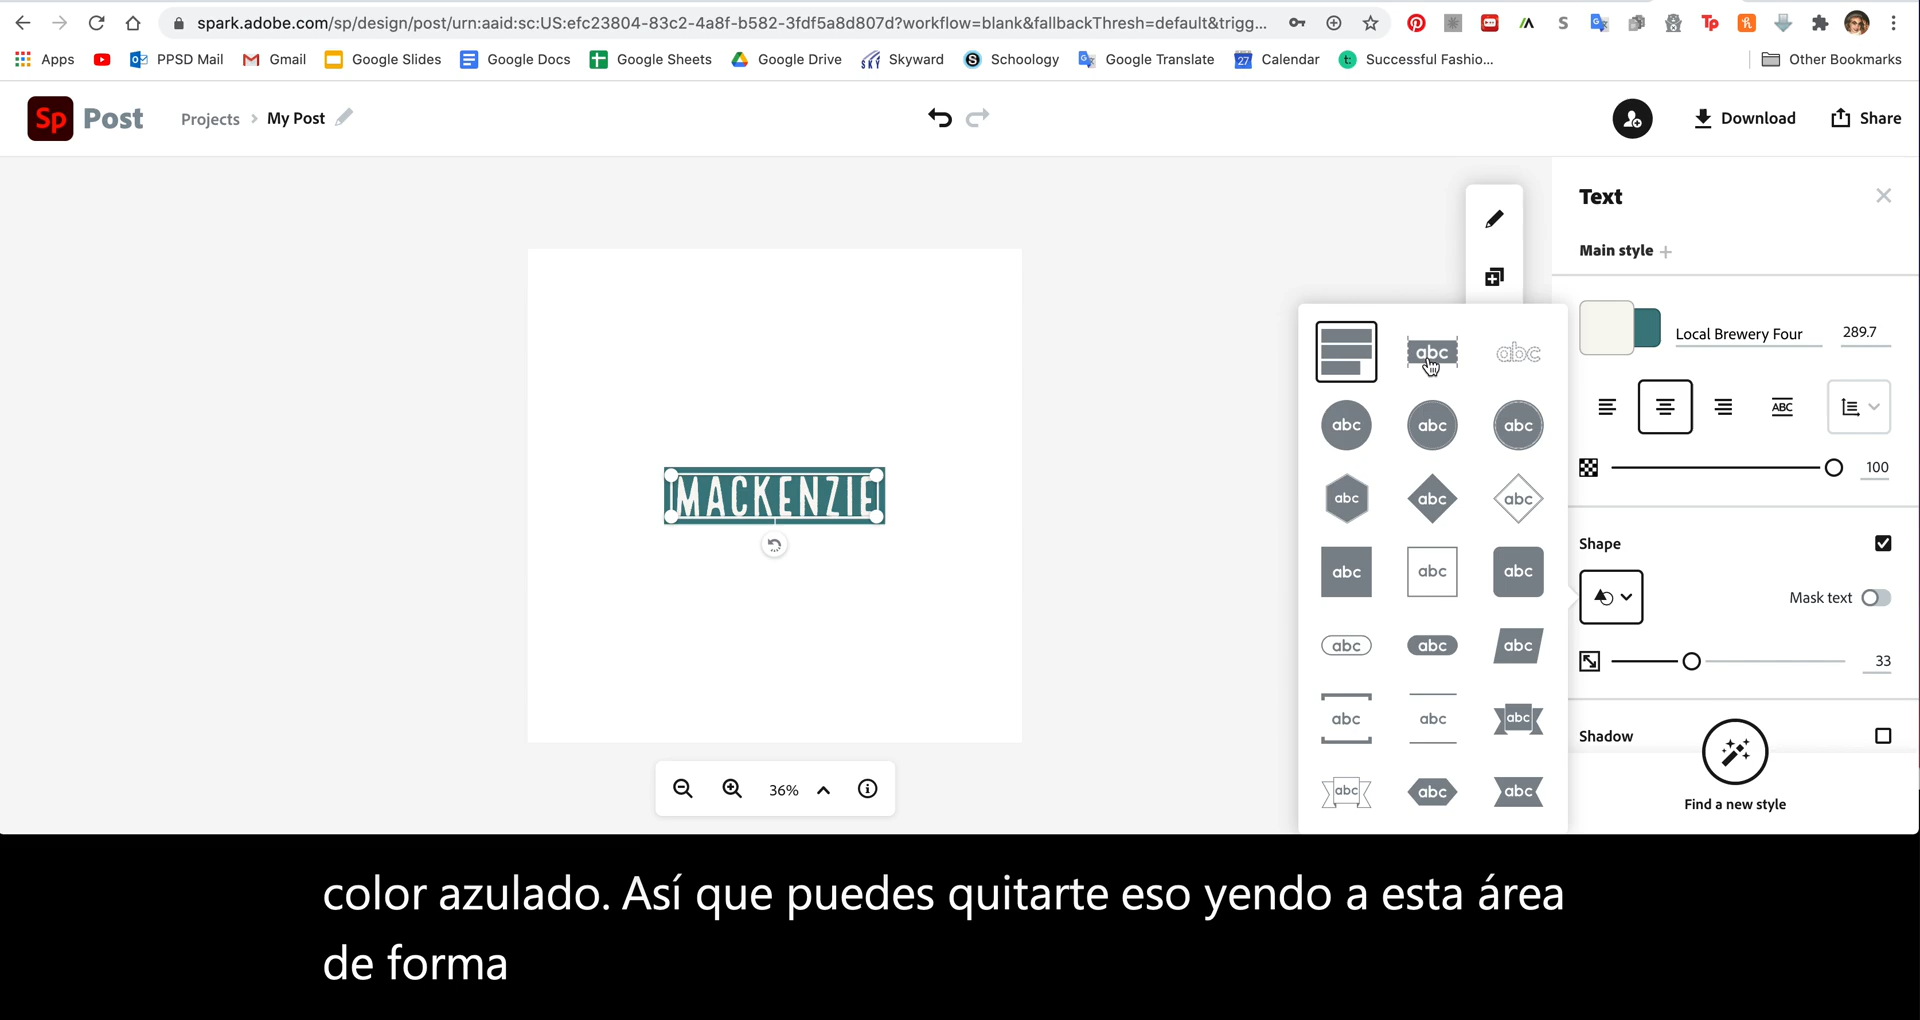 spark.adobe.com/sp/design/post/urn:aaid:sc:US:efc23804-83c2-4a8f-b582-3fdf5a8d807d?workflow=blank&fallbackThresh=default&trigg...
Apps PPSD Mail Gmail Google Slides Google Docs Google Sheets Google Drive Skyward Schoology Google Translate 27 Calendar t: Successful Fashio... Other Bookmarks
Sp Post Projects > My Post Download Share
Text
Main style +
Local Brewery Four 289.7
ABC
100
Shape
Mask text
33
Shadow
Find a new style
abc abc
abc abc abc
abc abc abc
abc abc abc
abc abc abc
abc abc abc
abc abc abc
MACKENZIE
36%
color azulado. Así que puedes quitarte eso yendo a esta área
de forma